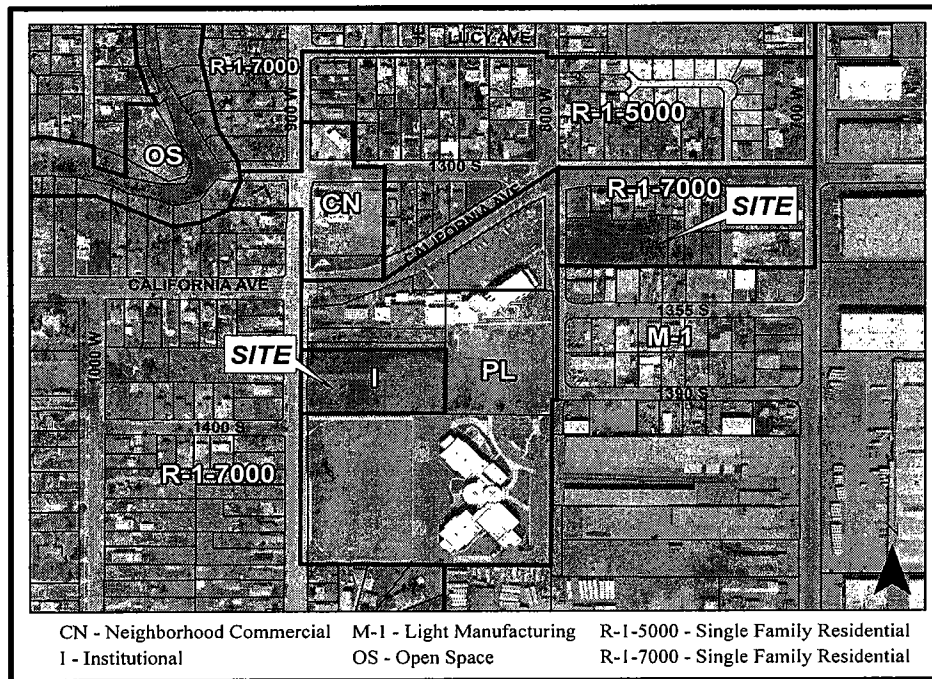 LUCY AVE
R-1-7000
900 W
800 W
R-1-5000
700 W
OS
1300 S
CN
R-1-7000
SITE
CALIFORNIA AVE
CALIFORNIA AVE
1355 S
M-1
SITE
I
PL
1000 W
1390 S
1400 S
R-1-7000
CN - Neighborhood Commercial M-1 - Light Manufacturing R-1-5000 - Single Family Residential
I - Institutional OS - Open Space R-1-7000 - Single Family Residential